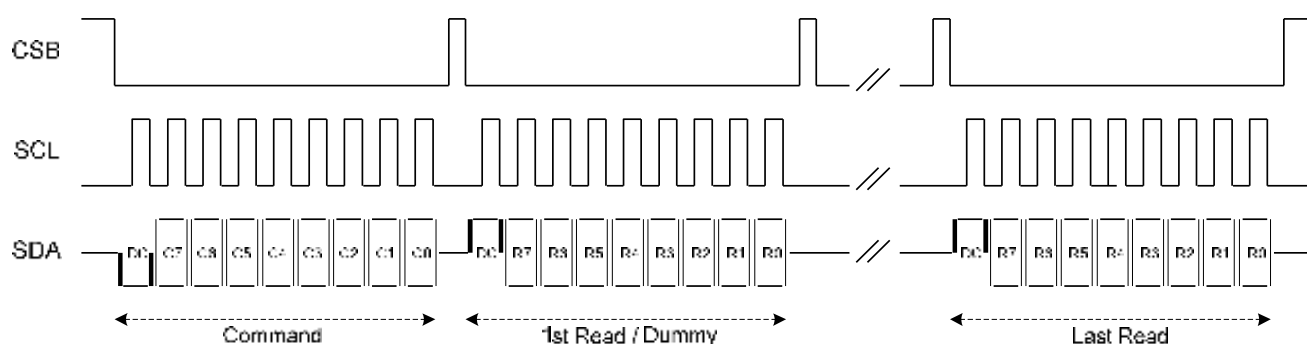 CSB
SCL
SDA
DC C7 C6 C5 C4 C3 C2 C1 C0 DC R7 R6 R5 R4 R3 R2 R1 R0 DC R7 R6 R5 R4 R3 R2 R1 R0
Command 1st Read / Dummy Last Read